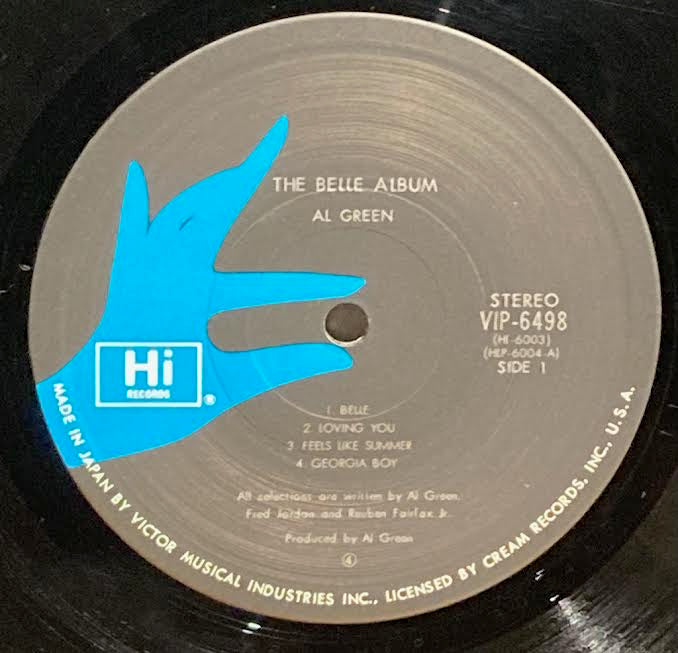 THE BELLE ALBUM
AL GREEN
STEREO
VIP-6498
(HI-6003)
(HLP-6004-A)
SIDE 1
Hi
RECORDS
®
1. BELLE
2. LOVING YOU
3. FEELS LIKE SUMMER
4. GEORGIA BOY
All selections are written by Al Green,
Fred Jordan and Reuben Fairfax Jr.
Produced by Al Green
④
MADE IN JAPAN BY VICTOR MUSICAL INDUSTRIES INC., LICENSED BY CREAM RECORDS, INC. U.S.A.